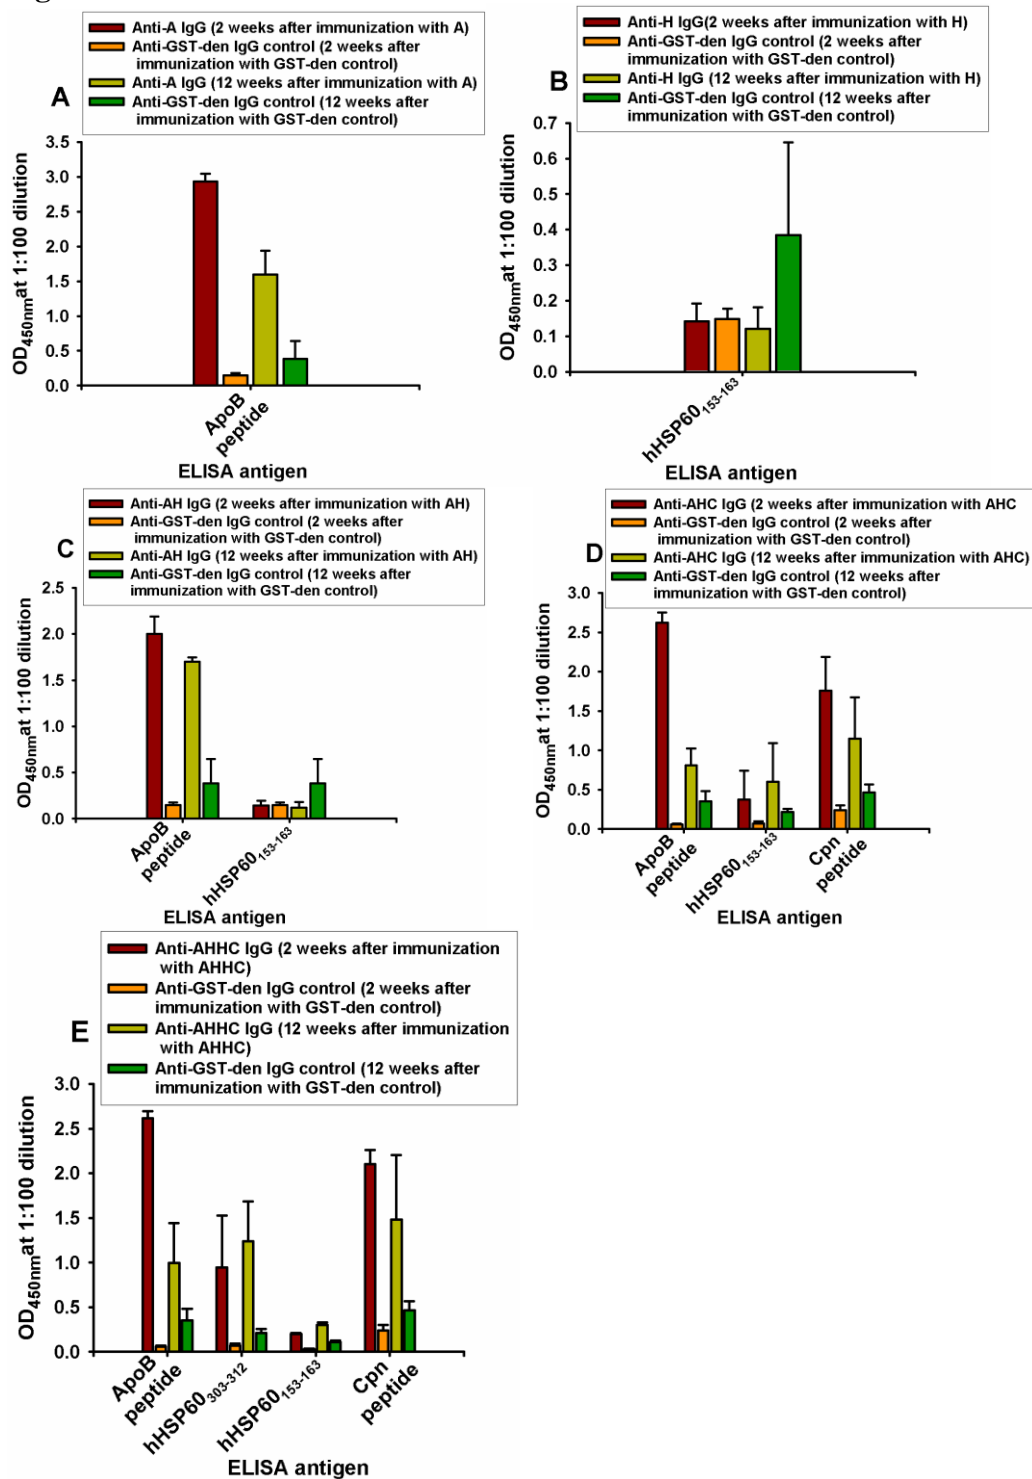 A
Anti-A IgG (2 weeks after immunization with A)
Anti-GST-den IgG control (2 weeks after
immunization with GST-den control)
Anti-A IgG (12 weeks after immunization with A)
Anti-GST-den IgG control (12 weeks after
immunization with GST-den control)
OD450nm at 1:100 dilution
3.5
3.0
2.5
2.0
1.5
1.0
0.5
0.0
ApoB
peptide
ELISA antigen
B
Anti-H IgG(2 weeks after immunization with H)
Anti-GST-den IgG control (2 weeks after
immunization with GST-den control)
Anti-H IgG (12 weeks after immunization with H)
Anti-GST-den IgG control (12 weeks after
immunization with GST-den control)
OD450nm at 1:100 dilution
0.7
0.6
0.5
0.4
0.3
0.2
0.1
0.0
hHSP60153-163
ELISA antigen
C
Anti-AH IgG (2 weeks after immunization with AH)
Anti-GST-den IgG control (2 weeks after
immunization with GST-den control)
Anti-AH IgG (12 weeks after immunization with AH)
Anti-GST-den IgG control (12 weeks after
immunization with GST-den control)
OD450nm at 1:100 dilution
2.5
2.0
1.5
1.0
0.5
0.0
ApoB
peptide
hHSP60153-163
ELISA antigen
D
Anti-AHC IgG (2 weeks after immunization with AHC
Anti-GST-den IgG control (2 weeks after
immunization with GST-den control)
Anti-AHC IgG (12 weeks after immunization with AHC)
Anti-GST-den IgG control (12 weeks after
immunization with GST-den control)
OD450nm at 1:100 dilution
3.0
2.5
2.0
1.5
1.0
0.5
0.0
ApoB
peptide
hHSP60153-163
Cpn
peptide
ELISA antigen
E
Anti-AHHC IgG (2 weeks after immunization
with AHHC)
Anti-GST-den IgG control (2 weeks after
immunization with GST-den control)
Anti-AHHC IgG (12 weeks after immunization
with AHHC)
Anti-GST-den IgG control (12 weeks after
immunization with GST-den control)
OD450nm at 1:100 dilution
3.0
2.5
2.0
1.5
1.0
0.5
0.0
ApoB
peptide
hHSP60303-312
hHSP60153-163
Cpn
peptide
ELISA antigen